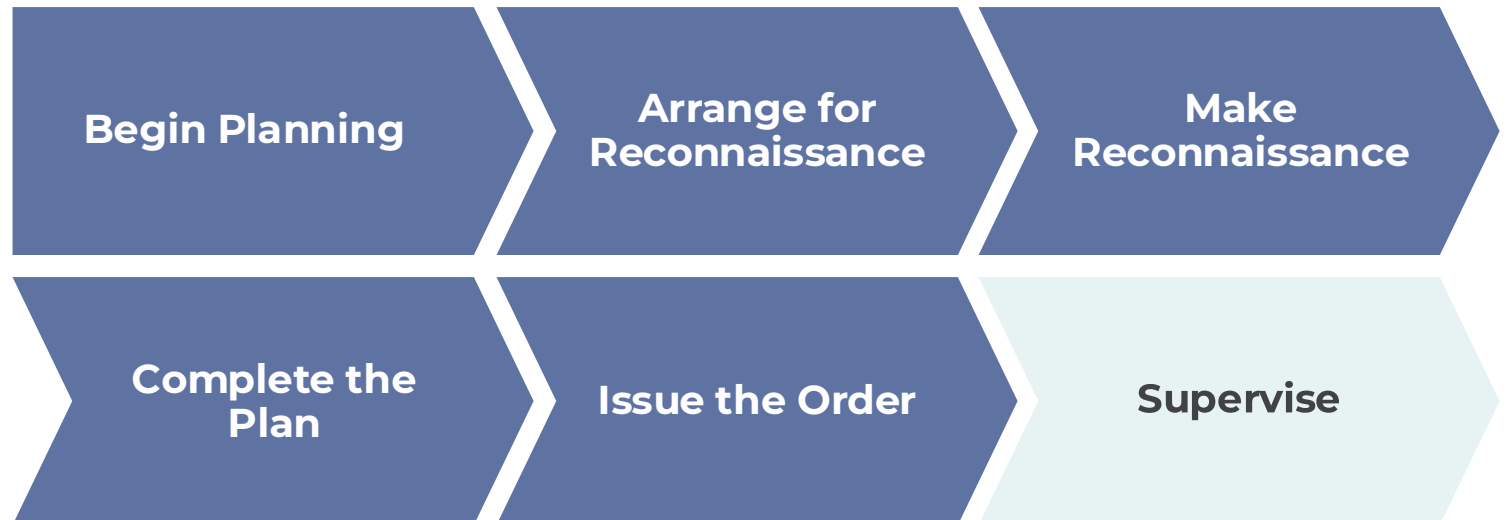 Begin Planning
Arrange for
Reconnaissance
Make
Reconnaissance
Complete the
Plan
Issue the Order
Supervise